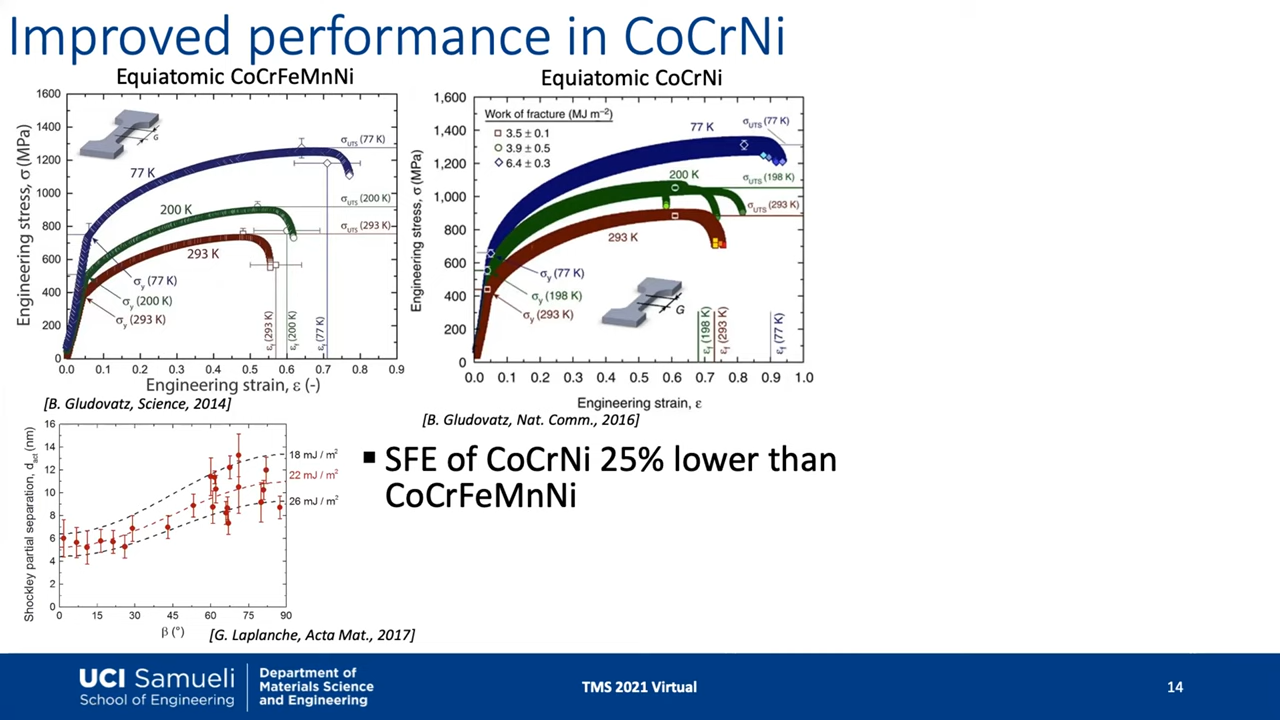 Improved performance in CoCrNi
Equiatomic CoCrFeMnNi
1600
1400
1200
1000
800
600
400
200
0
Engineering stress, σ (MPa)
G
77 K
200 K
293 K
σUTS (77 K)
σUTS (200 K)
σUTS (293 K)
σy (77 K)
σy (200 K)
σy (293 K)
εf (293 K)
εf (200 K)
εf (77 K)
0.0 0.1 0.2 0.3 0.4 0.5 0.6 0.7 0.8 0.9
Engineering strain, ε (-)
[B. Gludovatz, Science, 2014]
Equiatomic CoCrNi
1,600
1,400
1,200
1,000
800
600
400
200
0
Engineering stress, σ (MPa)
Work of fracture (MJ m⁻²)
3.5 ± 0.1
3.9 ± 0.5
6.4 ± 0.3
77 K
200 K
293 K
σUTS (77 K)
σUTS (198 K)
σUTS (293 K)
σy (77 K)
σy (198 K)
σy (293 K)
G
εf (198 K)
εf (293 K)
εf (77 K)
0.0 0.1 0.2 0.3 0.4 0.5 0.6 0.7 0.8 0.9 1.0
Engineering strain, ε
[B. Gludovatz, Nat. Comm., 2016]
16
14
12
10
8
6
4
2
0
Shockley partial separation, dact (nm)
18 mJ / m²
22 mJ / m²
26 mJ / m²
0 15 30 45 60 75 90
β (°)
[G. Laplanche, Acta Mat., 2017]
▪ SFE of CoCrNi 25% lower than
CoCrFeMnNi
UCI Samueli
School of Engineering
Department of
Materials Science
and Engineering
TMS 2021 Virtual
14